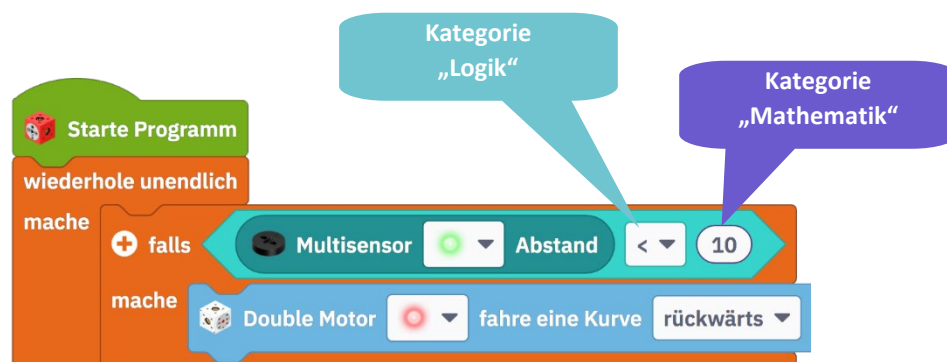 Kategorie
„Logik“
Kategorie
„Mathematik“
Starte Programm
wiederhole unendlich
mache
falls Multisensor Abstand < 10
mache
Double Motor fahre eine Kurve rückwärts